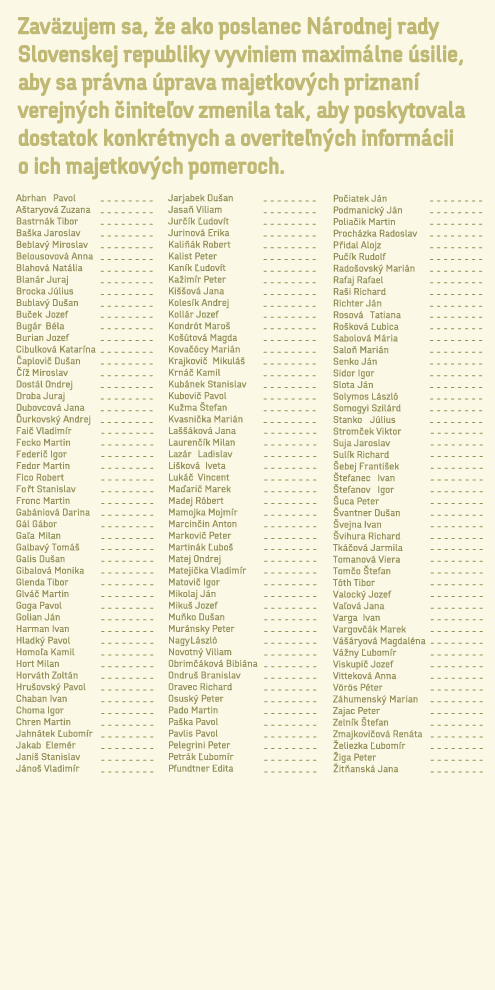 Zaväzujem sa, že ako poslanec Národnej rady
Slovenskej republiky vyviniem maximálne úsilie,
aby sa právna úprava majetkových priznaní
verejných činiteľov zmenila tak, aby poskytovala
dostatok konkrétnych a overiteľných informácii
o ich majetkových pomeroch.
Abrhan Pavol
Aštaryová Zuzana
Bastrnák Tibor
Baška Jaroslav
Beblavý Miroslav
Belousovová Anna
Blahová Natália
Blanár Juraj
Brocka Július
Bublavý Dušan
Buček Jozef
Bugár Béla
Burian Jozef
Cibulková Katarína
Čaplovič Dušan
Číž Miroslav
Dostál Ondrej
Droba Juraj
Dubovcová Jana
Ďurkovský Andrej
Faič Vladimír
Fecko Martin
Federič Igor
Fedor Martin
Fico Robert
Fořt Stanislav
Fronc Martin
Gabániová Darina
Gál Gábor
Gaľa Milan
Galbavý Tomáš
Galis Dušan
Gibalová Monika
Glenda Tibor
Glváč Martin
Goga Pavol
Golian Ján
Harman Ivan
Hladký Pavol
Homoľa Kamil
Hort Milan
Horváth Zoltán
Hrušovský Pavol
Chaban Ivan
Choma Igor
Chren Martin
Jahnátek Ľubomír
Jakab Elemér
Janiš Stanislav
Jánoš Vladimír
Jarjabek Dušan
Jasaň Viliam
Jurčík Ľudovít
Jurinová Erika
Kaliňák Robert
Kalist Peter
Kaník Ľudovít
Kažimír Peter
Kiššová Jana
Kolesík Andrej
Kollár Jozef
Kondrót Maroš
Košútová Magda
Kovačócy Marián
Krajkovič Mikuláš
Krnáč Kamil
Kubánek Stanislav
Kubovič Pavol
Kužma Štefan
Kvasnička Marián
Laššáková Jana
Laurenčík Milan
Lazár Ladislav
Lišková Iveta
Lukáč Vincent
Maďarič Marek
Madej Róbert
Mamojka Mojmír
Marcinčin Anton
Markovič Peter
Martinák Ľuboš
Matej Ondrej
Matejička Vladimír
Matovič Igor
Mikolaj Ján
Mikuš Jozef
Muňko Dušan
Muránsky Peter
NagyLászló
Novotný Viliam
Obrimčáková Bibiána
Ondruš Branislav
Oravec Richard
Osuský Peter
Pado Martin
Paška Pavol
Pavlis Pavol
Pelegrini Peter
Petrák Ľubomír
Pfundtner Edita
Počiatek Ján
Podmanický Ján
Poliačik Martin
Procházka Radoslav
Přidal Alojz
Pučík Rudolf
Radošovský Marián
Rafaj Rafael
Raši Richard
Richter Ján
Rosová Tatiana
Rošková Ľubica
Sabolová Mária
Saloň Marián
Senko Ján
Sidor Igor
Slota Ján
Solymos László
Somogyi Szilárd
Stanko Július
Stromček Viktor
Suja Jaroslav
Sulík Richard
Šebej František
Štefanec Ivan
Štefanov Igor
Šuca Peter
Švantner Dušan
Švejna Ivan
Švihura Richard
Tkáčová Jarmila
Tomanová Viera
Tomčo Štefan
Tóth Tibor
Valocký Jozef
Vaľová Jana
Varga Ivan
Vargovčák Marek
Vášáryová Magdaléna
Vážny Ľubomír
Viskupič Jozef
Vitteková Anna
Vörös Péter
Záhumenský Marian
Zajac Peter
Zelník Štefan
Zmajkovičová Renáta
Želiezka Ľubomír
Žiga Peter
Žitňanská Jana